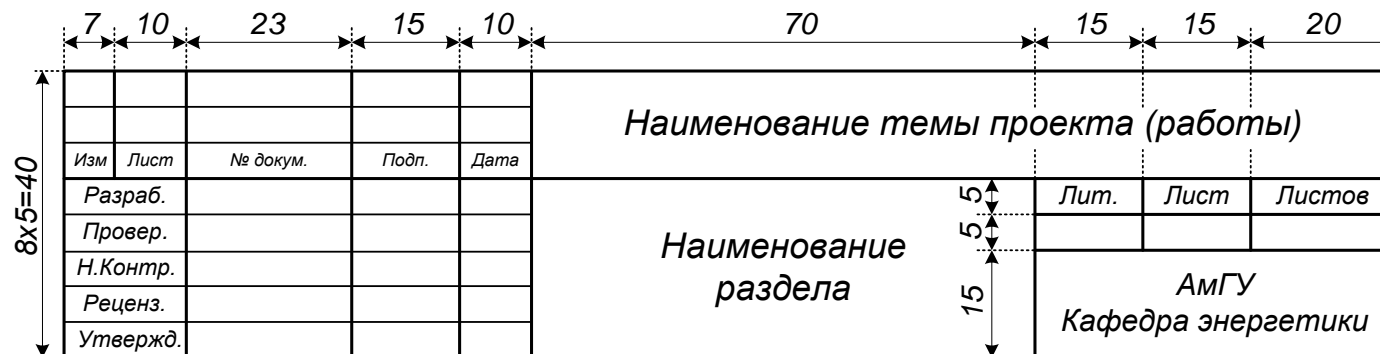 7 10 23 15 10 70 15 15 20
Наименование темы проекта (работы)
Изм Лист № докум. Подп. Дата
8x5=40
Разраб.
Провер.
Н.Контр.
Реценз.
Утвержд.
Наименование
раздела
5
5
15
Лит. Лист Листов
АмГУ
Кафедра энергетики